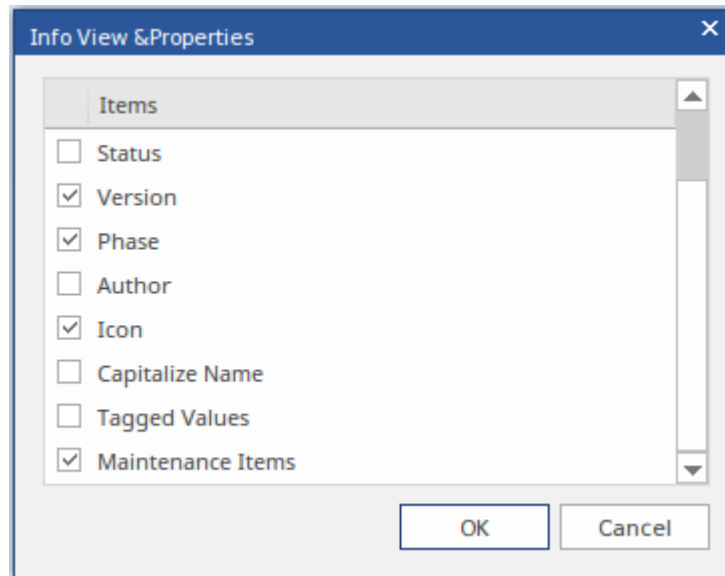 Info View &Properties
Items
Status
Version
Phase
Author
Icon
Capitalize Name
Tagged Values
Maintenance Items
OK Cancel